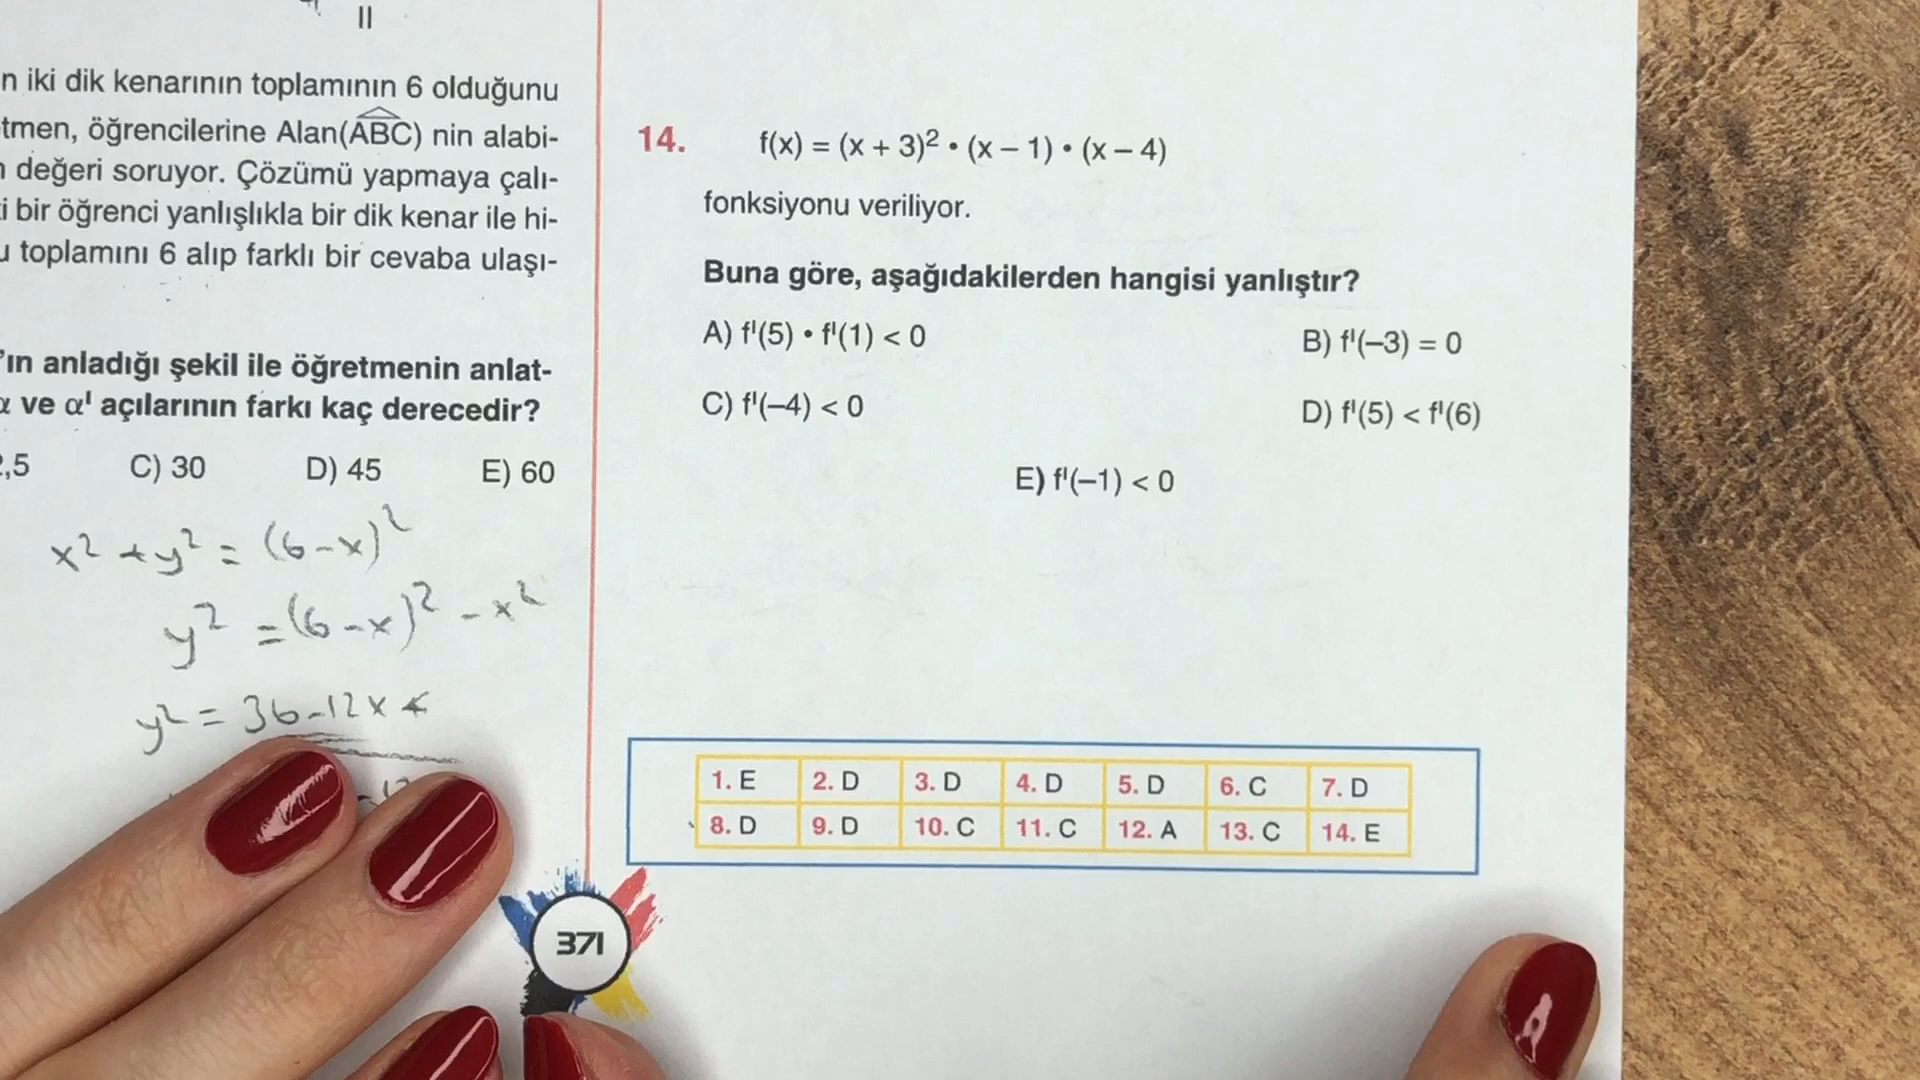 II
n iki dik kenarının toplamının 6 olduğunu
tmen, öğrencilerine Alan(ABC) nin alabi-
değeri soruyor. Çözümü yapmaya çalı-
i bir öğrenci yanlışlıkla bir dik kenar ile hi-
toplamını 6 alıp farklı bir cevaba ulaşı-
'ın anladığı şekil ile öğretmenin anlat-
α ve α' açılarının farkı kaç derecedir?
,5 C) 30 D) 45 E) 60
x² + y² = (6-x)²
y² = (6-x)² - x²
y² = 36-12x
14. f(x) = (x + 3)² • (x – 1) • (x – 4)
fonksiyonu veriliyor.
Buna göre, aşağıdakilerden hangisi yanlıştır?
A) f'(5) • f'(1) < 0 B) f'(–3) = 0
C) f'(–4) < 0 D) f'(5) < f'(6)
E) f'(–1) < 0
1. E 2. D 3. D 4. D 5. D 6. C 7. D
8. D 9. D 10. C 11. C 12. A 13. C 14. E
371